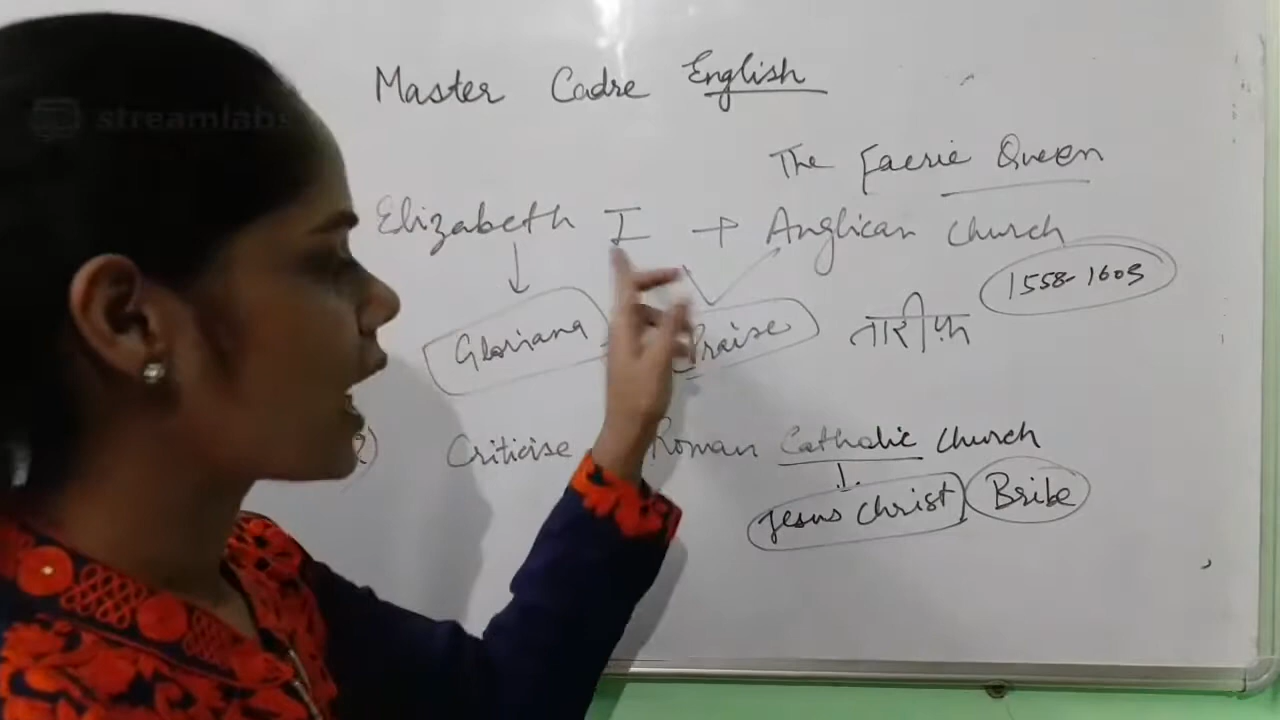 streamlabs
Master Cadre English
The Faerie Queen
Elizabeth I → Anglican Church
1558-1603
Gloriana Praise तारीफ़
2) Criticise Roman Catholic Church
Jesus Christ Bribe